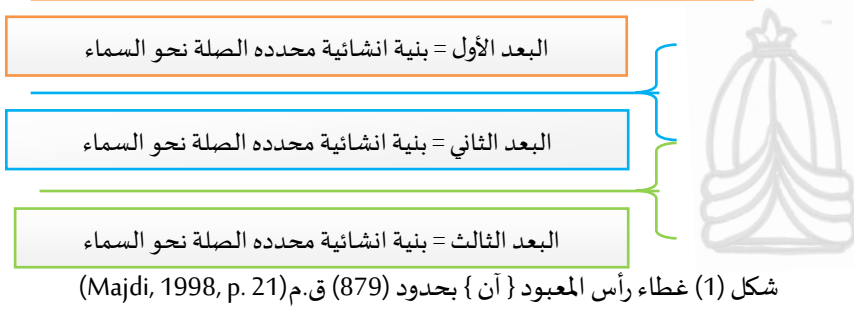 البعد الأول = بنية انشائية محدده الصلة نحو السماء
البعد الثاني = بنية انشائية محدده الصلة نحو السماء
البعد الثالث = بنية انشائية محدده الصلة نحو السماء
شكل (1) غطاء رأس المعبود { آن } بحدود (879) ق.م(Majdi, 1998, p. 21)